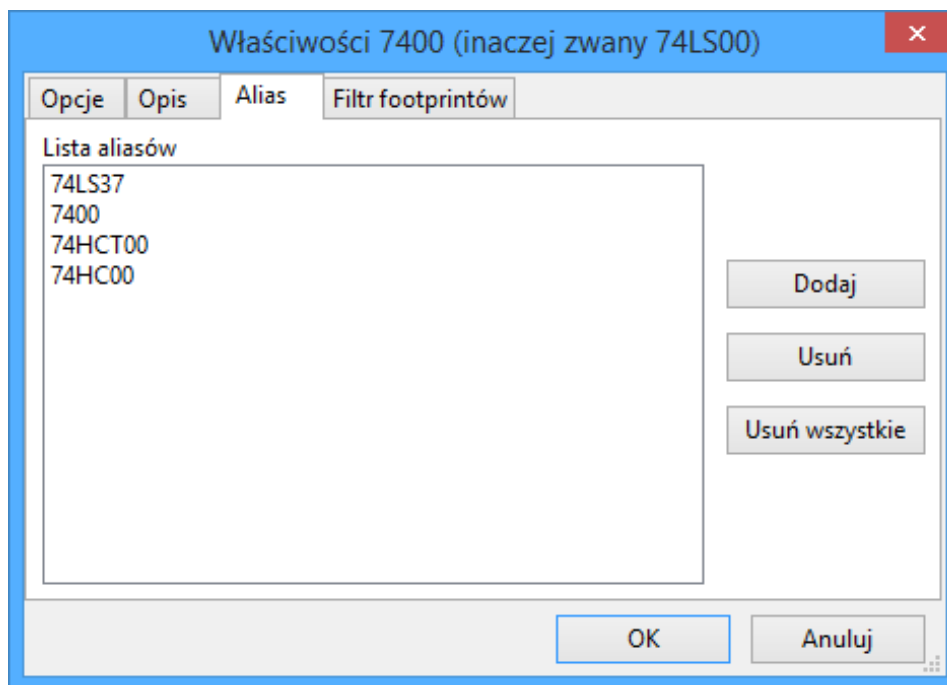 Właściwości 7400 (inaczej zwany 74LS00)
Opcje Opis Alias Filtr footprintów
Lista aliasów
74LS37
7400
74HCT00
74HC00
Dodaj
Usuń
Usuń wszystkie
OK Anuluj